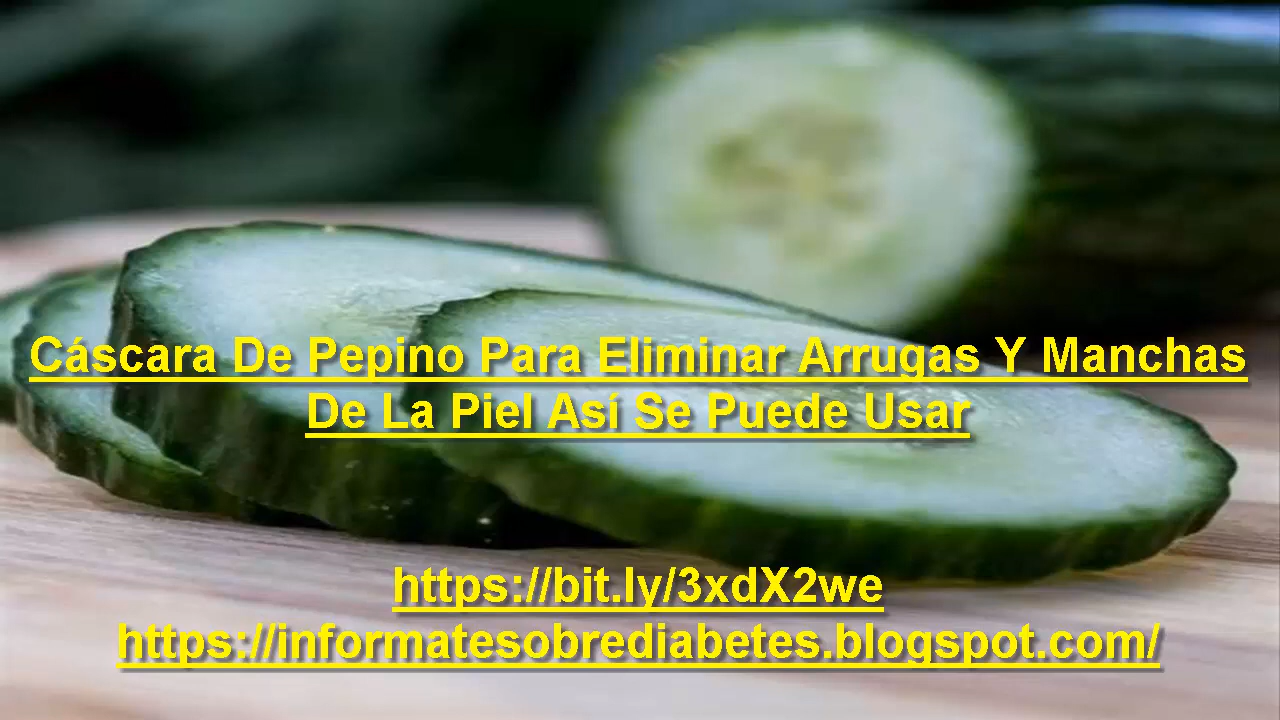 Cáscara De Pepino Para Eliminar Arrugas Y Manchas
De La Piel Así Se Puede Usar
https://bit.ly/3xdX2we
https://informatesobrediabetes.blogspot.com/